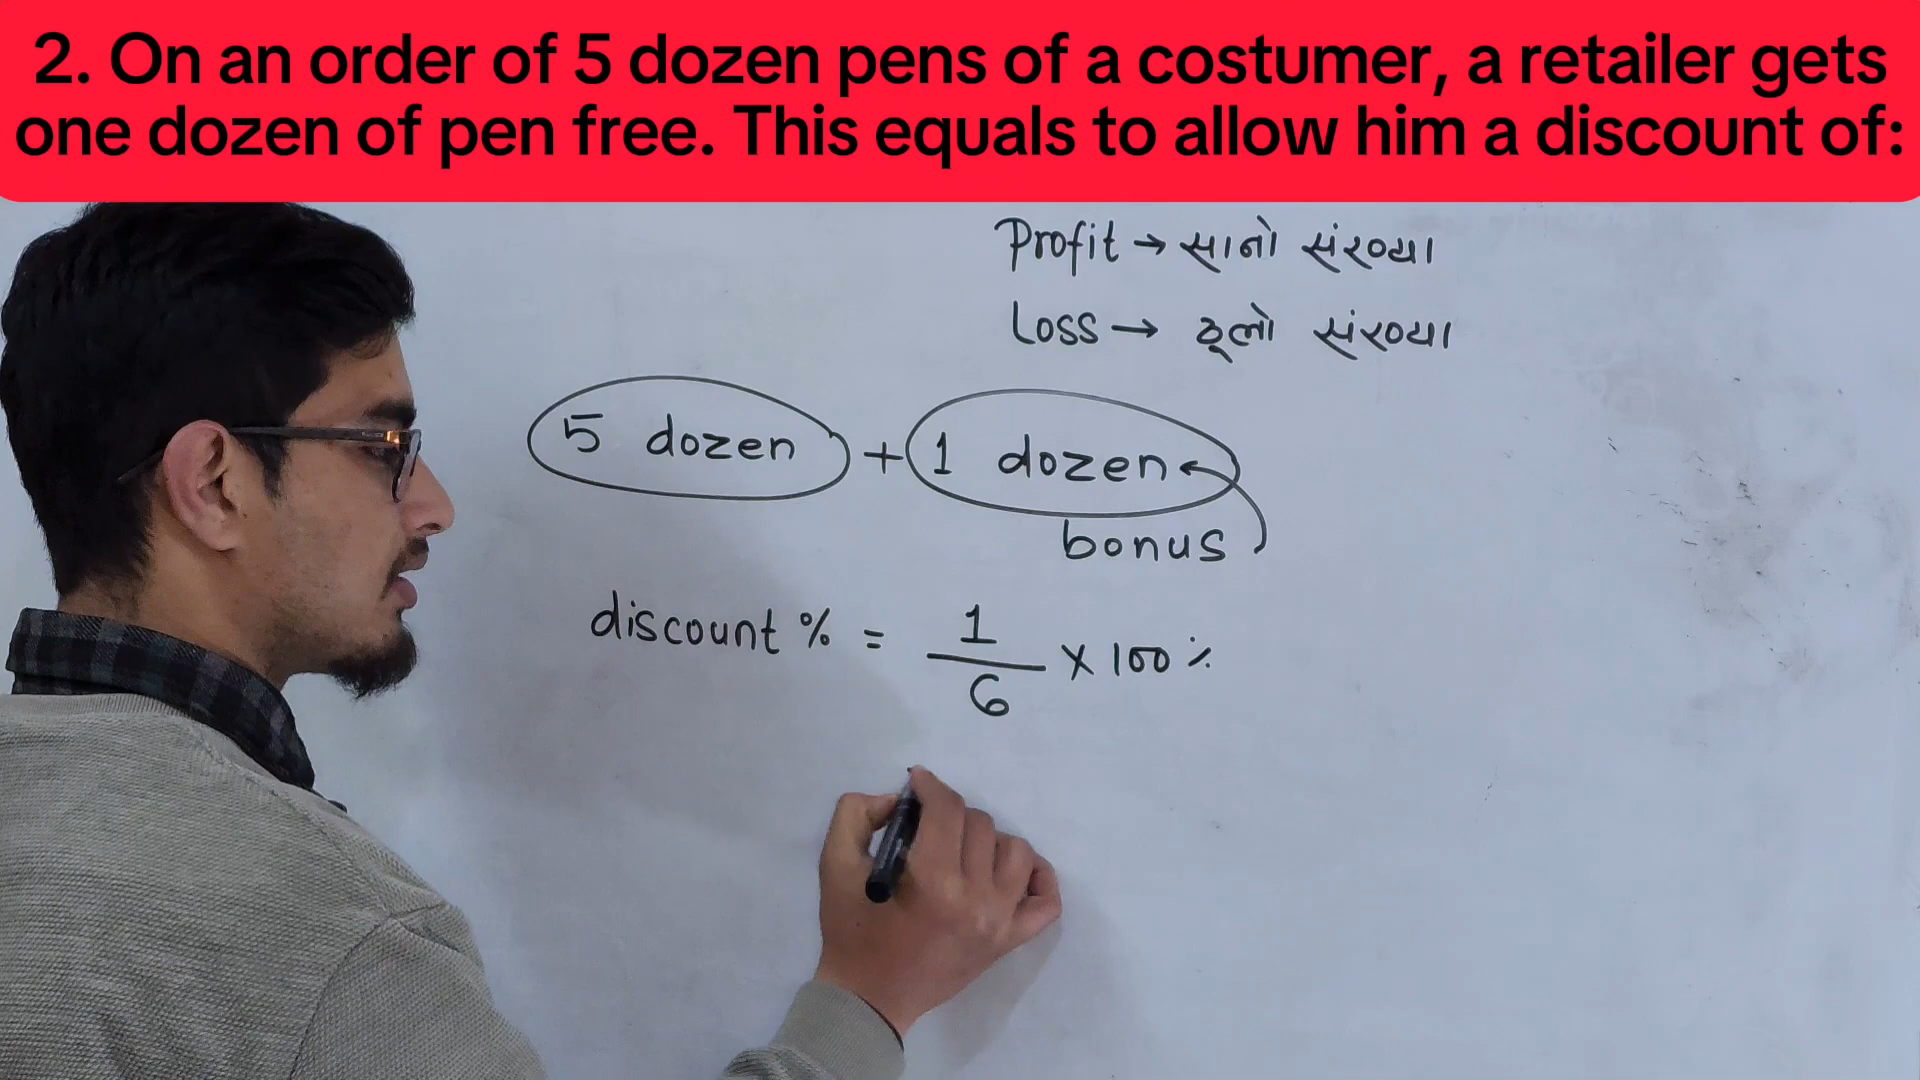 2. On an order of 5 dozen pens of a costumer, a retailer gets
one dozen of pen free. This equals to allow him a discount of:
Profit → सानो संख्या
Loss → ठूलो संख्या
5 dozen + 1 dozen
bonus
discount % = 1/6 × 100 %